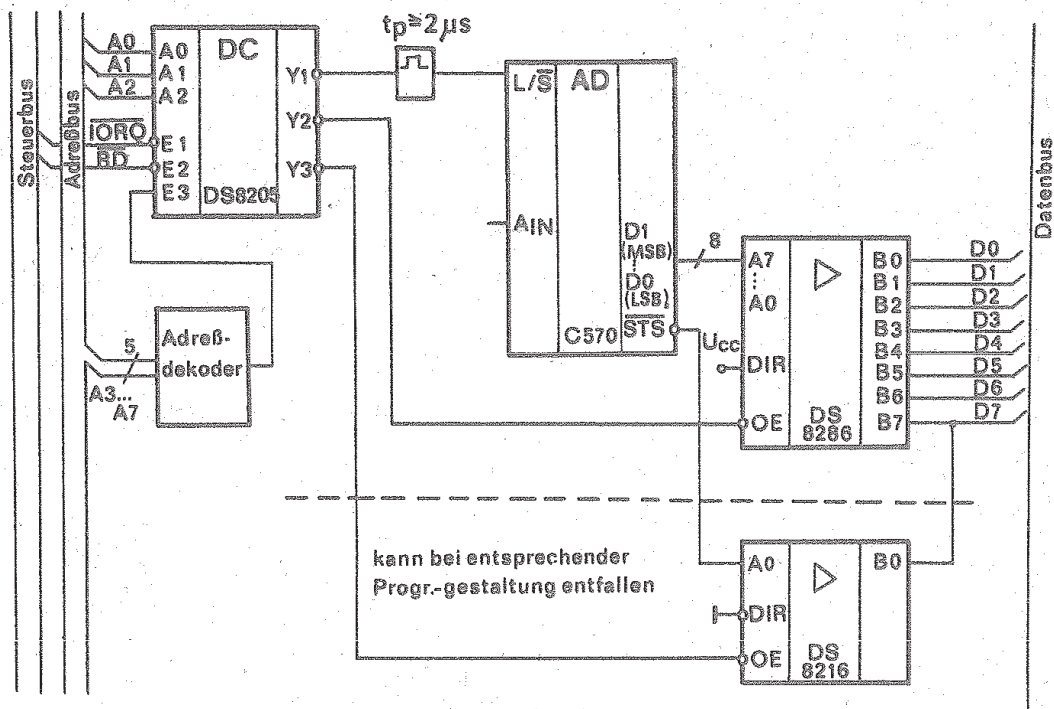 Steuerbus
Adreßbus
A0
A1
A2
IORQ
RD
A0
A1
A2
E1
E2
E3
DC
DS8205
Y1
Y2
Y3
tp≥2µs
L/S
AD
AIN
D1
(MSB)
D0
(LSB)
STS
C570
8
Adreß-
dekoder
5
A3...
A7
Ucc
A7
A0
DIR
OE
DS
8286
B0
B1
B2
B3
B4
B5
B6
B7
D0
D1
D2
D3
D4
D5
D6
D7
Datenbus
kann bei entsprechender
Progr.-gestaltung entfallen
A0
DIR
OE
DS
8216
B0